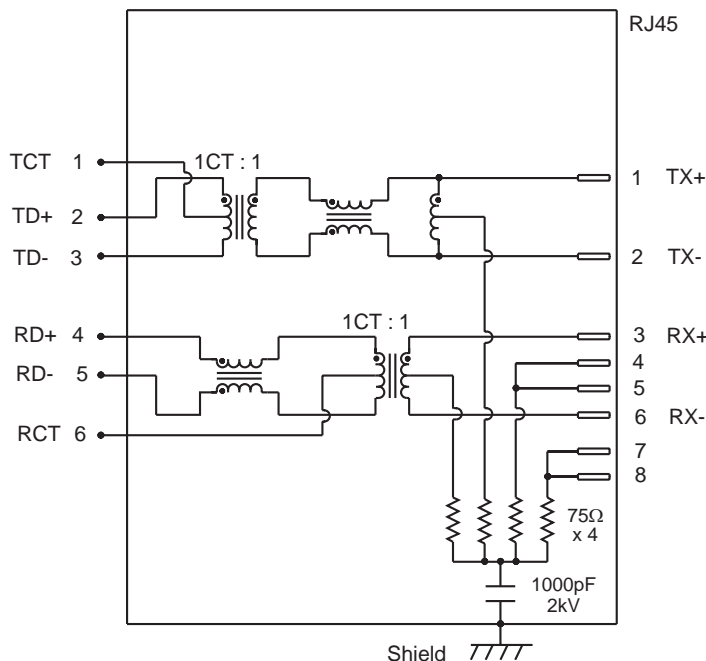 RJ45
TCT 1
1CT : 1
1 TX+
TD+ 2
TD- 3
2 TX-
1CT : 1
RD+ 4
3 RX+
4
RD- 5
5
6 RX-
RCT 6
7
8
75Ω
x 4
1000pF
2kV
Shield